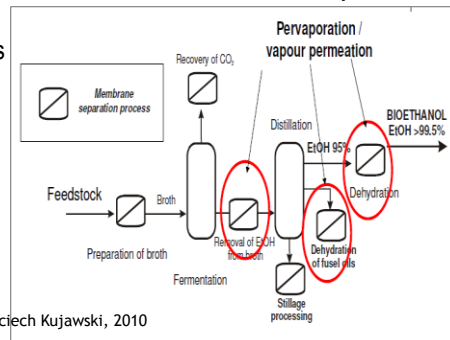 s
Pervaporation /
vapour permeation
Recovery of CO₂
Membrane
separation process
Distillation
BIOETHANOL
EtOH >99.5%
EtOH 95%
Feedstock
Broth
Dehydration
Preparation of broth
Removal of EtOH
from broth
Dehydration
of fusel oils
Fermentation
Stillage
processing
ciech Kujawski, 2010